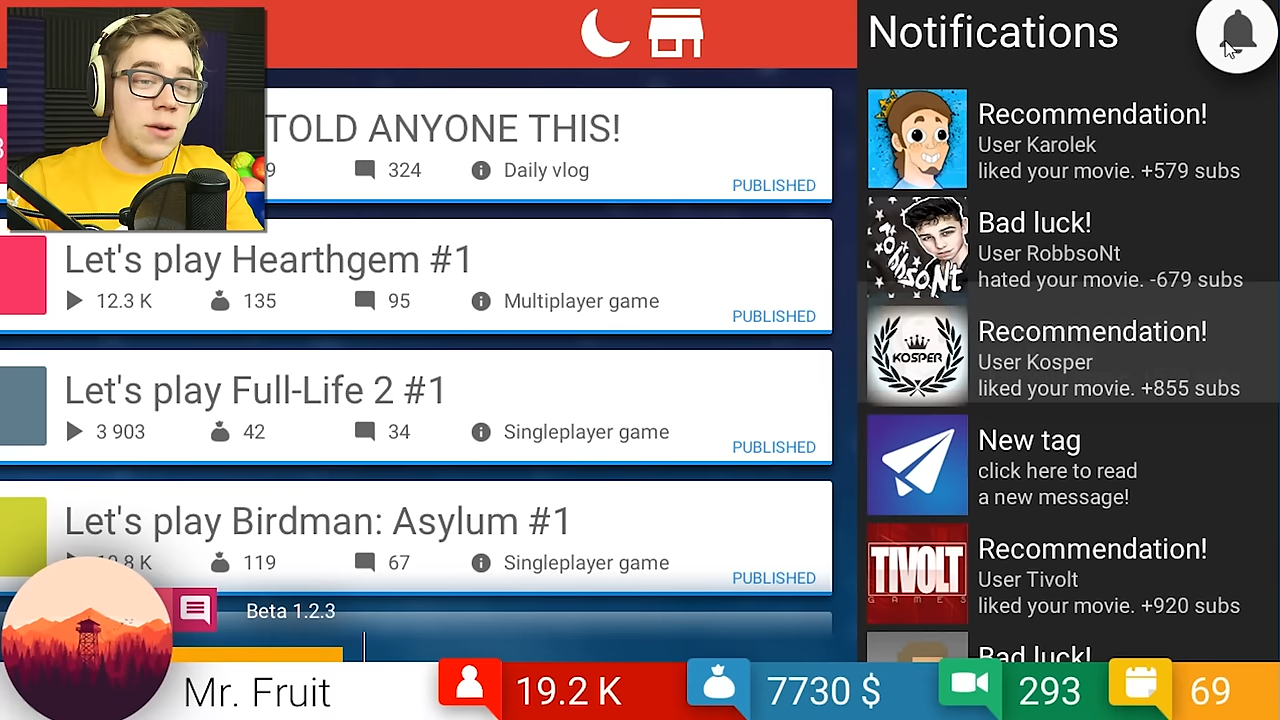 Notifications
TOLD ANYONE THIS!
9 324 Daily vlog
PUBLISHED
Let's play Hearthgem #1
12.3 K 135 95 Multiplayer game
PUBLISHED
Let's play Full-Life 2 #1
3 903 42 34 Singleplayer game
PUBLISHED
Let's play Birdman: Asylum #1
119 67 Singleplayer game
PUBLISHED
Recommendation!
User Karolek
liked your movie. +579 subs
RobbsoNt
Bad luck!
User RobbsoNt
hated your movie. -679 subs
KOSPER
Recommendation!
User Kosper
liked your movie. +855 subs
New tag
click here to read
a new message!
TIVOLT
GAMES
Recommendation!
User Tivolt
liked your movie. +920 subs
Bad luck!
Beta 1.2.3
Mr. Fruit 19.2 K 7730 $ 293 69